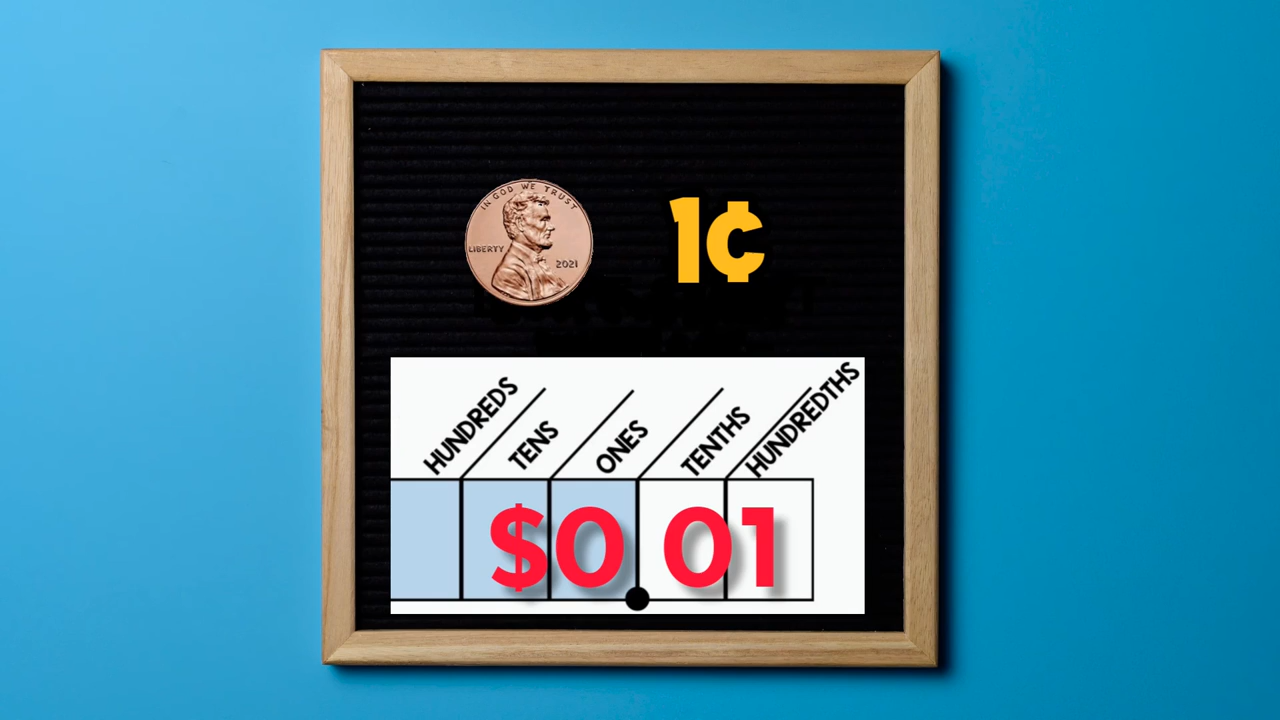 IN GOD WE TRUST
LIBERTY
2021
1¢
HUNDREDS TENS ONES TENTHS HUNDREDTHS
$0 01